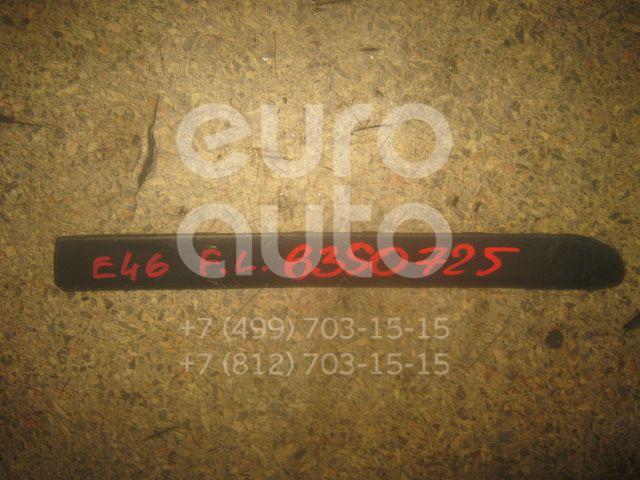 euro
auto
E46 F.L. 8350725
+7 (499) 703-15-15
+7 (812) 703-15-15